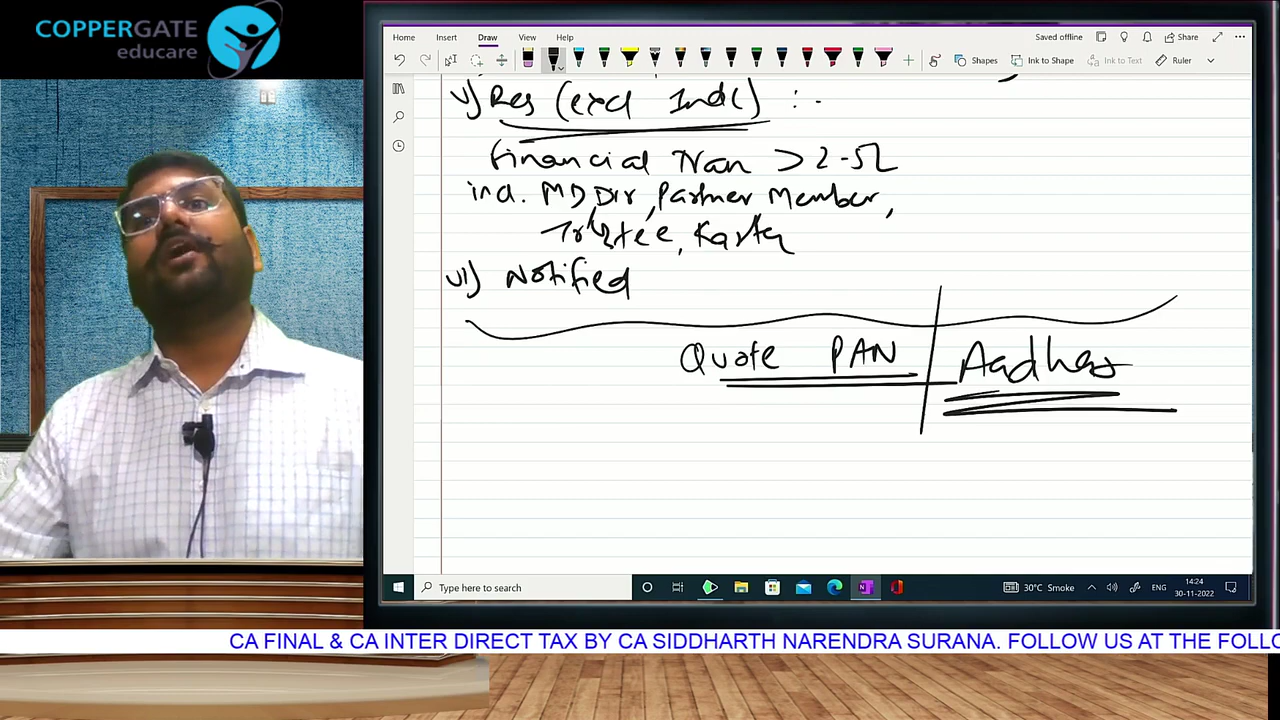 COPPERGATE
educare
Home Insert Draw View Help
Saved offline Share
Shapes Ink to Shape Ink to Text Ruler
v) Res (excl Indl) :-
Financial Tran > 2.5L
ind. MD, Dir, Partner Member,
Trustee, Karta
vi) Notified
Quote PAN
Aadhar
Type here to search
30°C Smoke ENG 14:24
30-11-2022
CA FINAL & CA INTER DIRECT TAX BY CA SIDDHARTH NARENDRA SURANA. FOLLOW US AT THE FOLLO